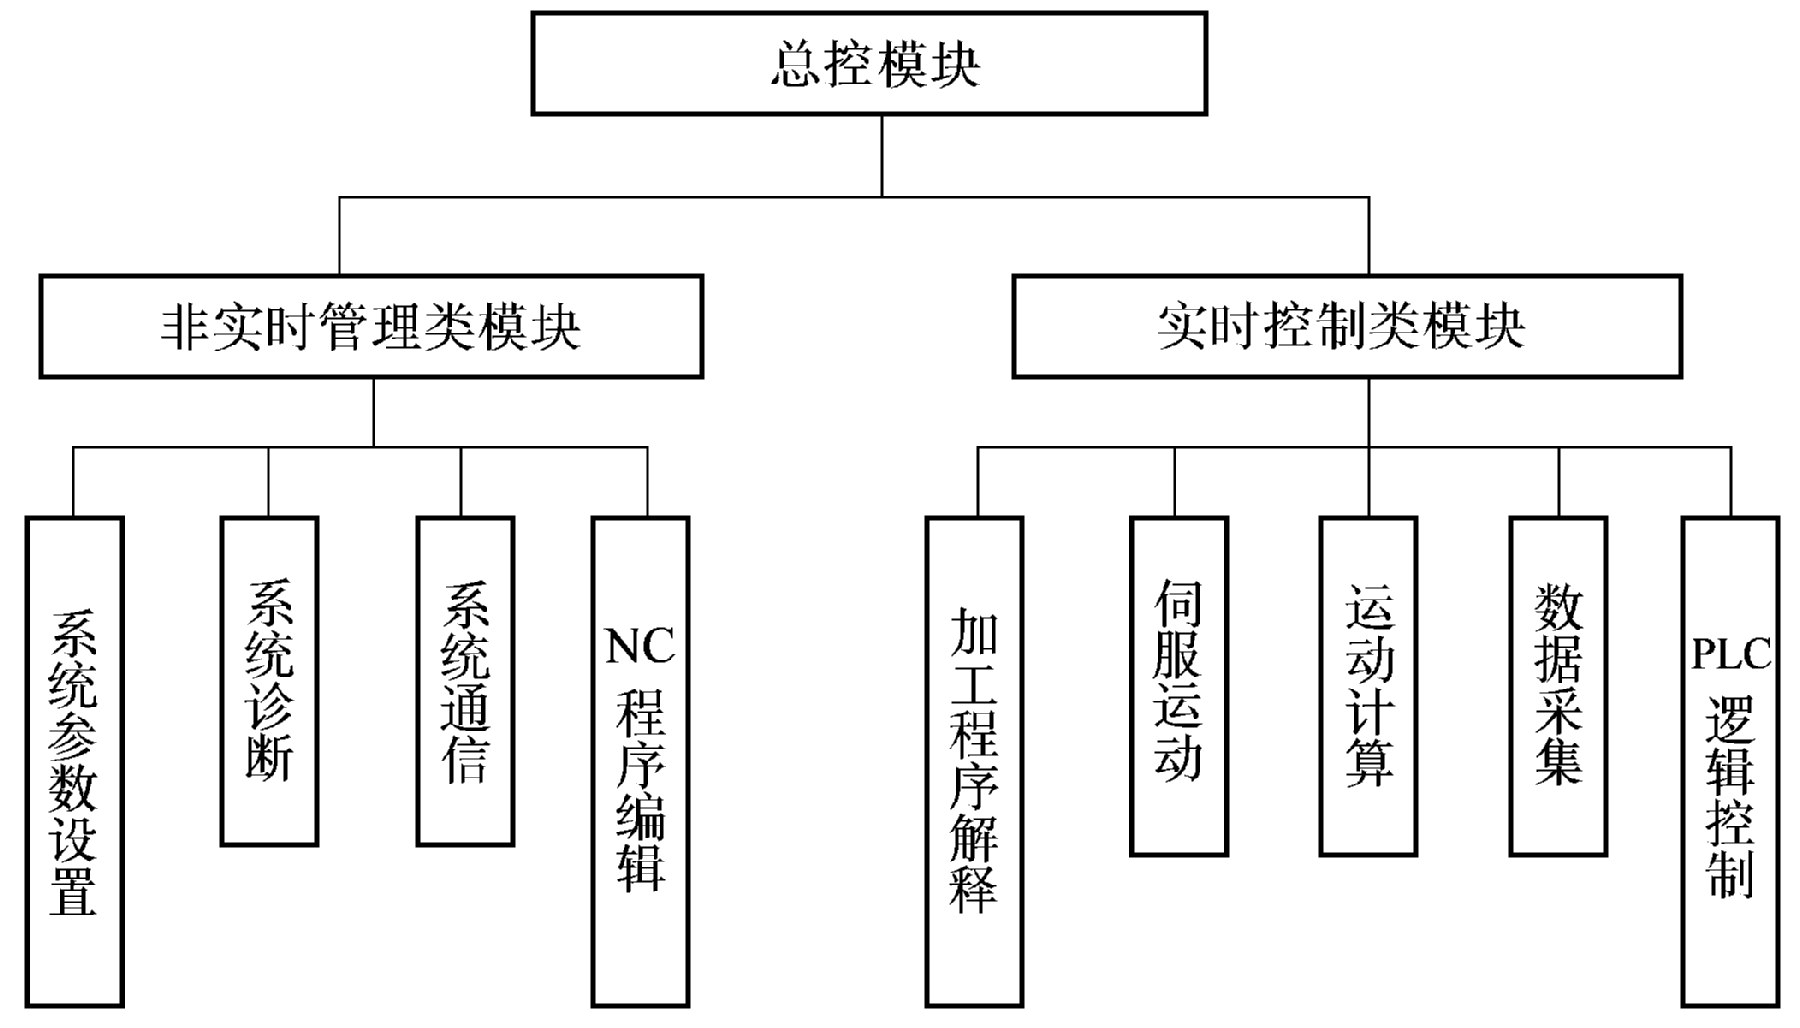 总控模块
非实时管理类模块
实时控制类模块
系统参数设置
系统诊断
系统通信
NC程序编辑
加工程序解释
伺服运动
运动计算
数据采集
PLC逻辑控制